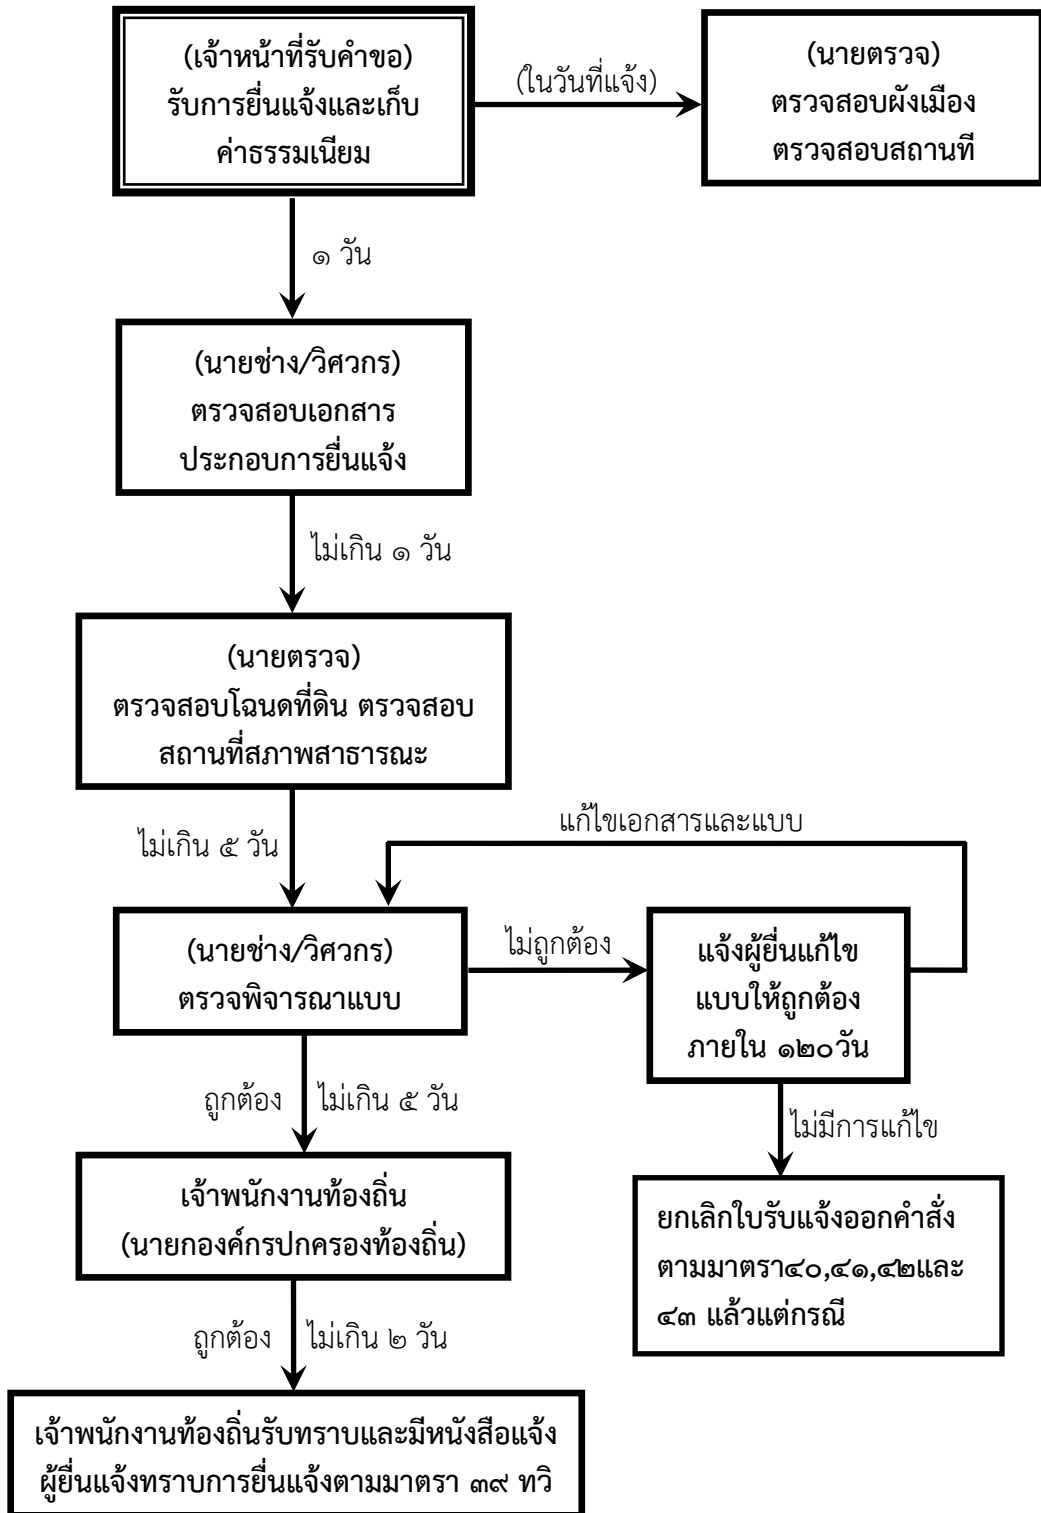 (เจ้าหน้าที่รับคำขอ)
รับการยื่นแจ้งและเก็บ
ค่าธรรมเนียม
(ในวันที่แจ้ง)
(นายตรวจ)
ตรวจสอบผังเมือง
ตรวจสอบสถานที
๑ วัน
(นายช่าง/วิศวกร)
ตรวจสอบเอกสาร
ประกอบการยื่นแจ้ง
ไม่เกิน ๑ วัน
(นายตรวจ)
ตรวจสอบโฉนดที่ดิน ตรวจสอบ
สถานที่สภาพสาธารณะ
ไม่เกิน ๕ วัน
แก้ไขเอกสารและแบบ
(นายช่าง/วิศวกร)
ตรวจพิจารณาแบบ
ไม่ถูกต้อง
แจ้งผู้ยื่นแก้ไข
แบบให้ถูกต้อง
ภายใน ๑๒๐วัน
ถูกต้อง ไม่เกิน ๕ วัน
ไม่มีการแก้ไข
เจ้าพนักงานท้องถิ่น
(นายกองค์กรปกครองท้องถิ่น)
ยกเลิกใบรับแจ้งออกคำสั่ง
ตามมาตรา๔๐,๔๑,๔๒และ
๔๓ แล้วแต่กรณี
ถูกต้อง ไม่เกิน ๒ วัน
เจ้าพนักงานท้องถิ่นรับทราบและมีหนังสือแจ้ง
ผู้ยื่นแจ้งทราบการยื่นแจ้งตามมาตรา ๓๙ ทวิ